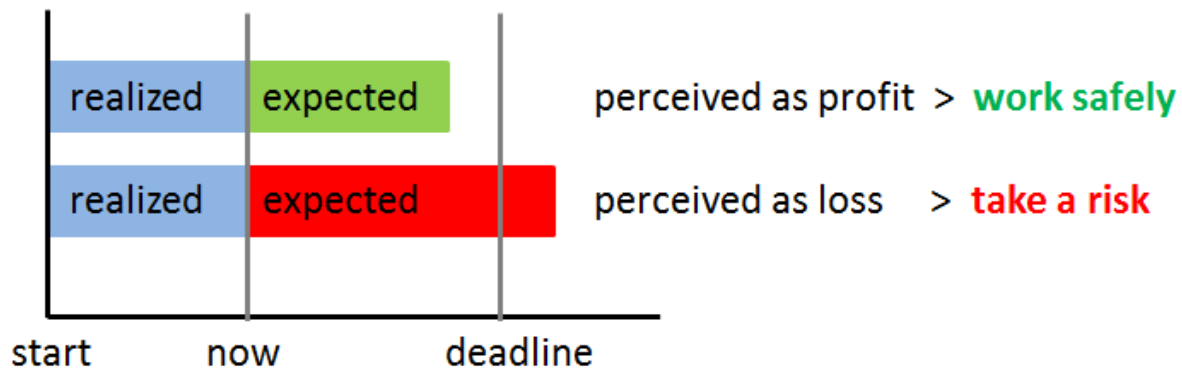 realized expected perceived as profit > work safely
realized expected perceived as loss > take a risk
start now deadline